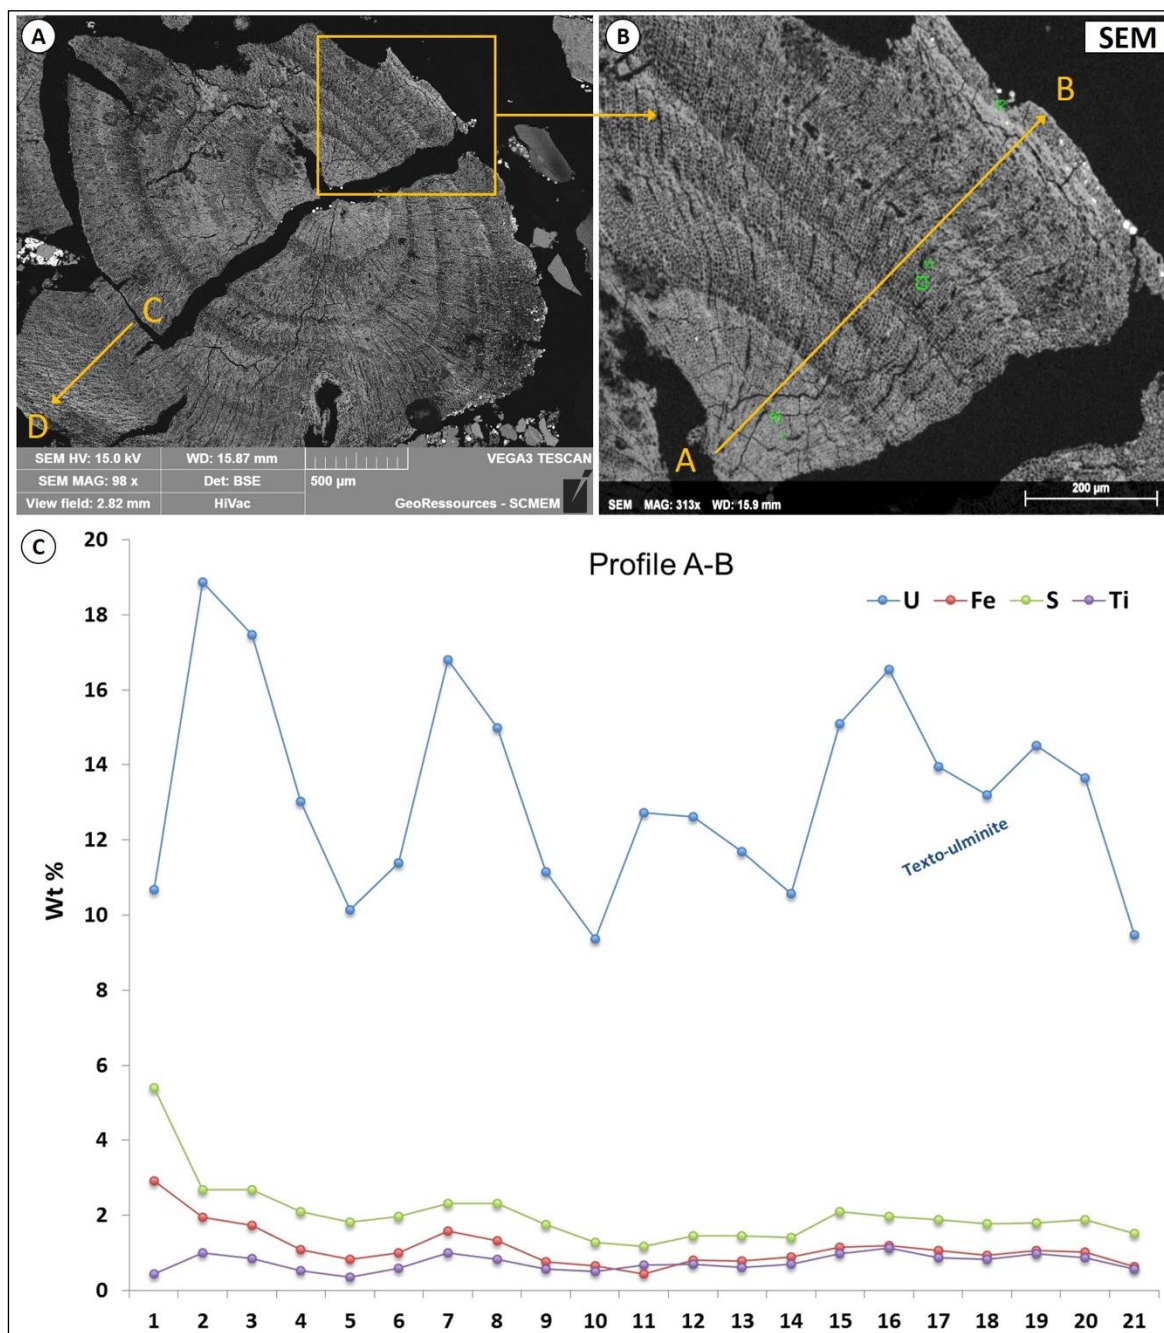 A
C
D
SEM HV: 15.0 kV WD: 15.87 mm VEGA3 TESCAN
SEM MAG: 98 x Det: BSE 500 µm
View field: 2.82 mm HiVac GeoRessources - SCMEM
B
SEM
B
A
SEM MAG: 313x WD: 15.9 mm 200 µm
C
Profile A-B
U Fe S Ti
Wt %
20
18
16
14
12
10
8
6
4
2
0
Texto-ulminite
1 2 3 4 5 6 7 8 9 10 11 12 13 14 15 16 17 18 19 20 21